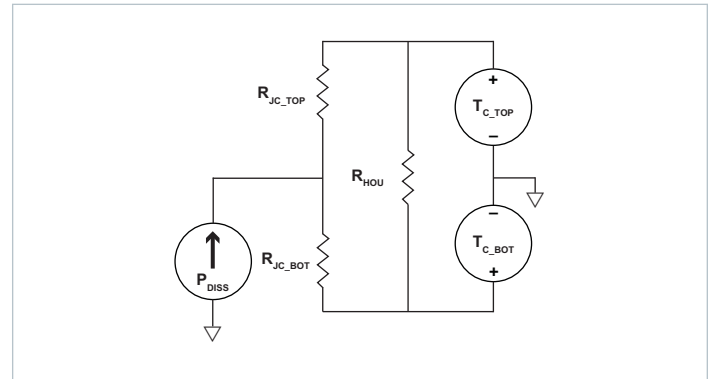 R_JC_TOP
+
T_C_TOP
–
R_HOU
–
T_C_BOT
+
R_JC_BOT
P_DISS